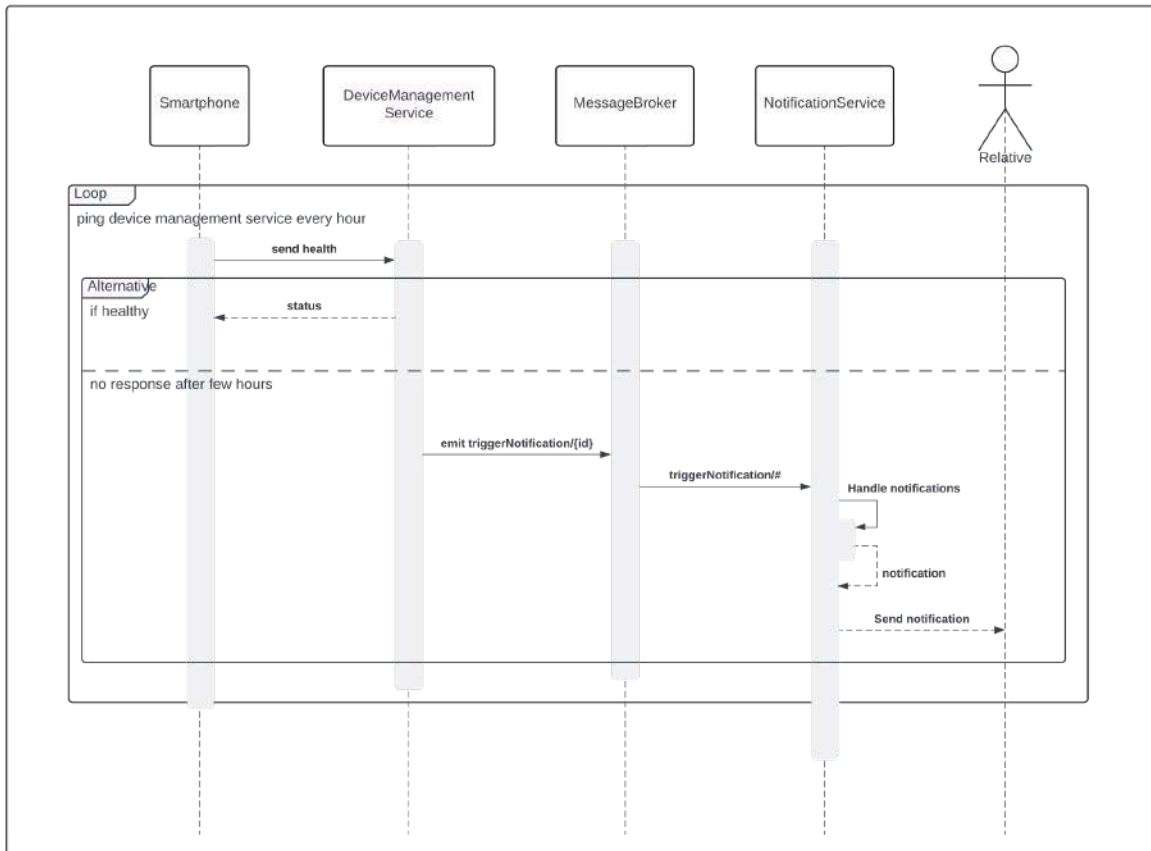 Smartphone
DeviceManagement
Service
MessageBroker
NotificationService
Relative
Loop
ping device management service every hour
send health
Alternative
if healthy
status
no response after few hours
emit triggerNotification/{id}
triggerNotification/#
Handle notifications
notification
Send notification